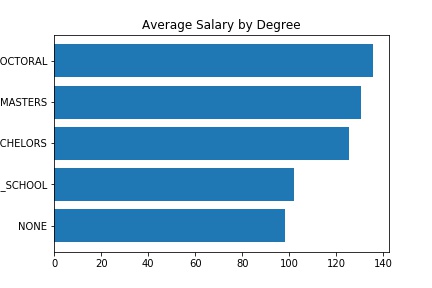 Average Salary by Degree
OCTORAL
MASTERS
CHELORS
_SCHOOL
NONE
0 20 40 60 80 100 120 140